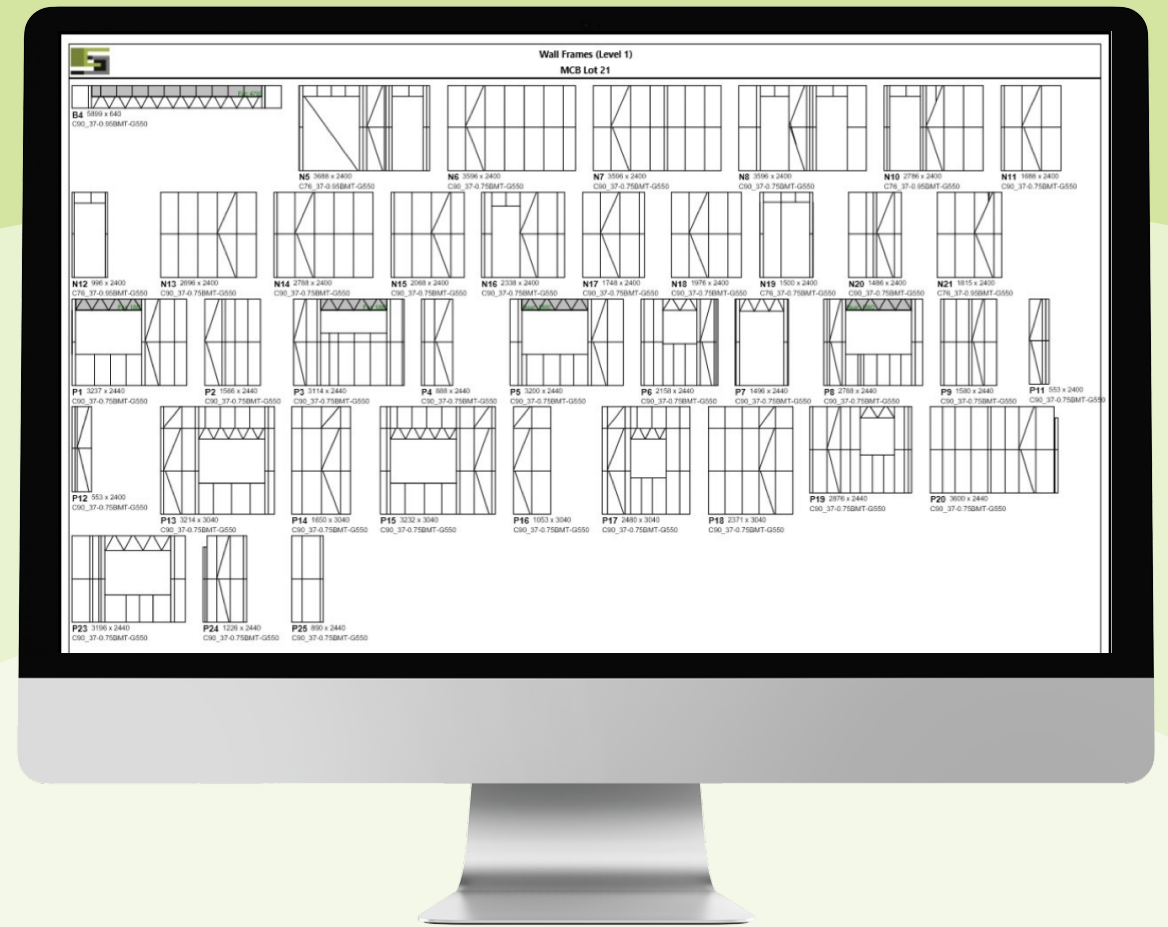 Wall Frames (Level 1)
MCB Lot 21
B4 5899 x 640
C90_37-0.95BMT-G550
N5 3688 x 2400
C76_37-0.95BMT-G550
N6 3596 x 2400
C90_37-0.75BMT-G550
N7 3596 x 2400
C90_37-0.75BMT-G550
N8 3596 x 2400
C90_37-0.75BMT-G550
N10 2786 x 2400
C76_37-0.95BMT-G550
N11 1688 x 2400
C90_37-0.75BMT-G550
N12 996 x 2400
C76_37-0.95BMT-G550
N13 2696 x 2400
C90_37-0.75BMT-G550
N14 2788 x 2400
C90_37-0.75BMT-G550
N15 2068 x 2400
C90_37-0.75BMT-G550
N16 2338 x 2400
C90_37-0.75BMT-G550
N17 1748 x 2400
C90_37-0.75BMT-G550
N18 1976 x 2400
C90_37-0.75BMT-G550
N19 1500 x 2400
C76_37-0.95BMT-G550
N20 1486 x 2400
C90_37-0.75BMT-G550
N21 1815 x 2400
C76_37-0.95BMT-G550
P1 3237 x 2440
C90_37-0.75BMT-G550
P2 1566 x 2440
C90_37-0.75BMT-G550
P3 3114 x 2440
C90_37-0.75BMT-G550
P4 888 x 2440
C90_37-0.75BMT-G550
P5 3200 x 2440
C90_37-0.75BMT-G550
P6 2158 x 2440
C90_37-0.75BMT-G550
P7 1496 x 2440
C90_37-0.75BMT-G550
P8 2788 x 2440
C90_37-0.75BMT-G550
P9 1580 x 2440
C90_37-0.75BMT-G550
P11 553 x 2400
C90_37-0.75BMT-G550
P12 553 x 2400
C90_37-0.75BMT-G550
P13 3214 x 3040
C90_37-0.75BMT-G550
P14 1650 x 3040
C90_37-0.75BMT-G550
P15 3232 x 3040
C90_37-0.75BMT-G550
P16 1053 x 3040
C90_37-0.75BMT-G550
P17 2480 x 3040
C90_37-0.75BMT-G550
P18 2371 x 3040
C90_37-0.75BMT-G550
P19 2876 x 2440
C90_37-0.75BMT-G550
P20 3600 x 2440
C90_37-0.75BMT-G550
P23 3196 x 2440
C90_37-0.75BMT-G550
P24 1226 x 2440
C90_37-0.75BMT-G550
P25 890 x 2440
C90_37-0.75BMT-G550